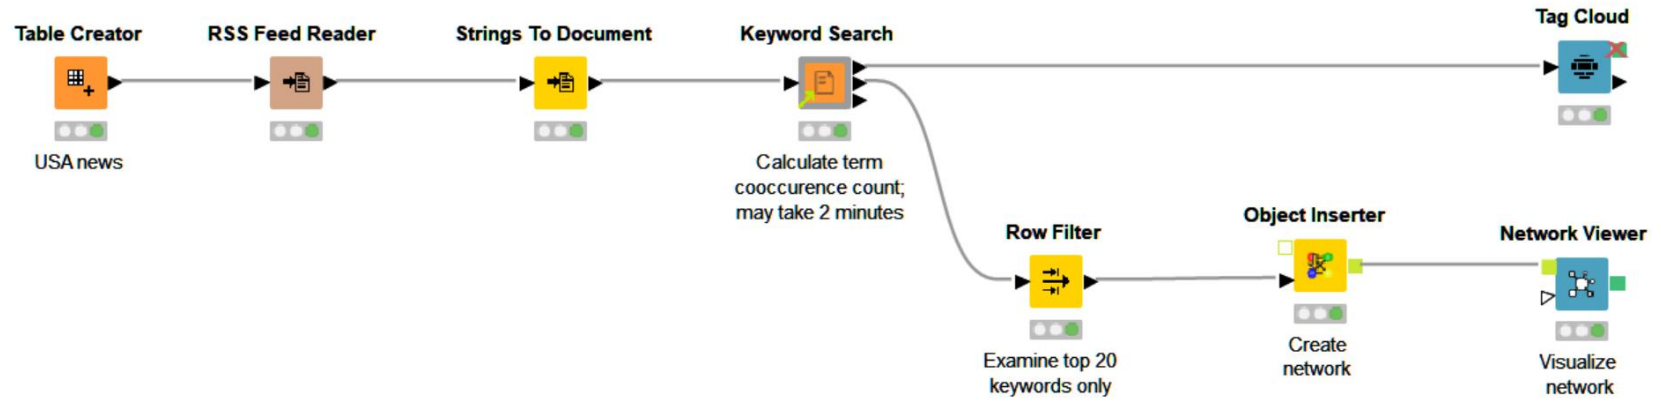 Table Creator
USA news
RSS Feed Reader
Strings To Document
Keyword Search
Calculate term
cooccurence count;
may take 2 minutes
Tag Cloud
Row Filter
Examine top 20
keywords only
Object Inserter
Create
network
Network Viewer
Visualize
network